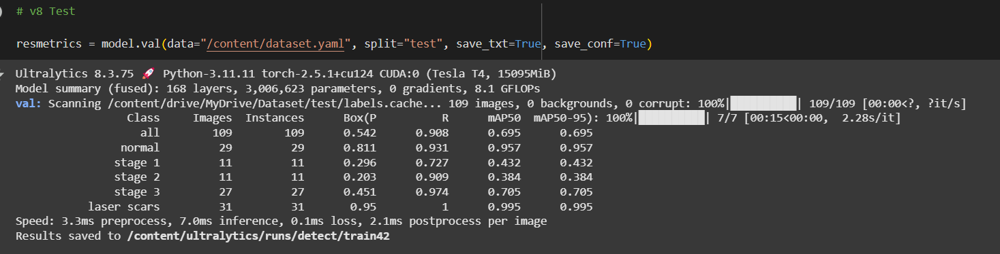 # v8 Test
resmetrics = model.val(data="/content/dataset.yaml", split="test", save_txt=True, save_conf=True)
Ultralytics 8.3.75 🚀 Python-3.11.11 torch-2.5.1+cu124 CUDA:0 (Tesla T4, 15095MiB)
Model summary (fused): 168 layers, 3,006,623 parameters, 0 gradients, 8.1 GFLOPs
val: Scanning /content/drive/MyDrive/Dataset/test/labels.cache... 109 images, 0 backgrounds, 0 corrupt: 100%|██████████| 109/109 [00:00<?, ?it/s]
Class Images Instances Box(P R mAP50 mAP50-95): 100%|██████████| 7/7 [00:15<00:00, 2.28s/it]
all 109 109 0.542 0.908 0.695 0.695
normal 29 29 0.811 0.931 0.957 0.957
stage 1 11 11 0.296 0.727 0.432 0.432
stage 2 11 11 0.203 0.909 0.384 0.384
stage 3 27 27 0.451 0.974 0.705 0.705
laser scars 31 31 0.95 1 0.995 0.995
Speed: 3.3ms preprocess, 7.0ms inference, 0.1ms loss, 2.1ms postprocess per image
Results saved to /content/ultralytics/runs/detect/train42